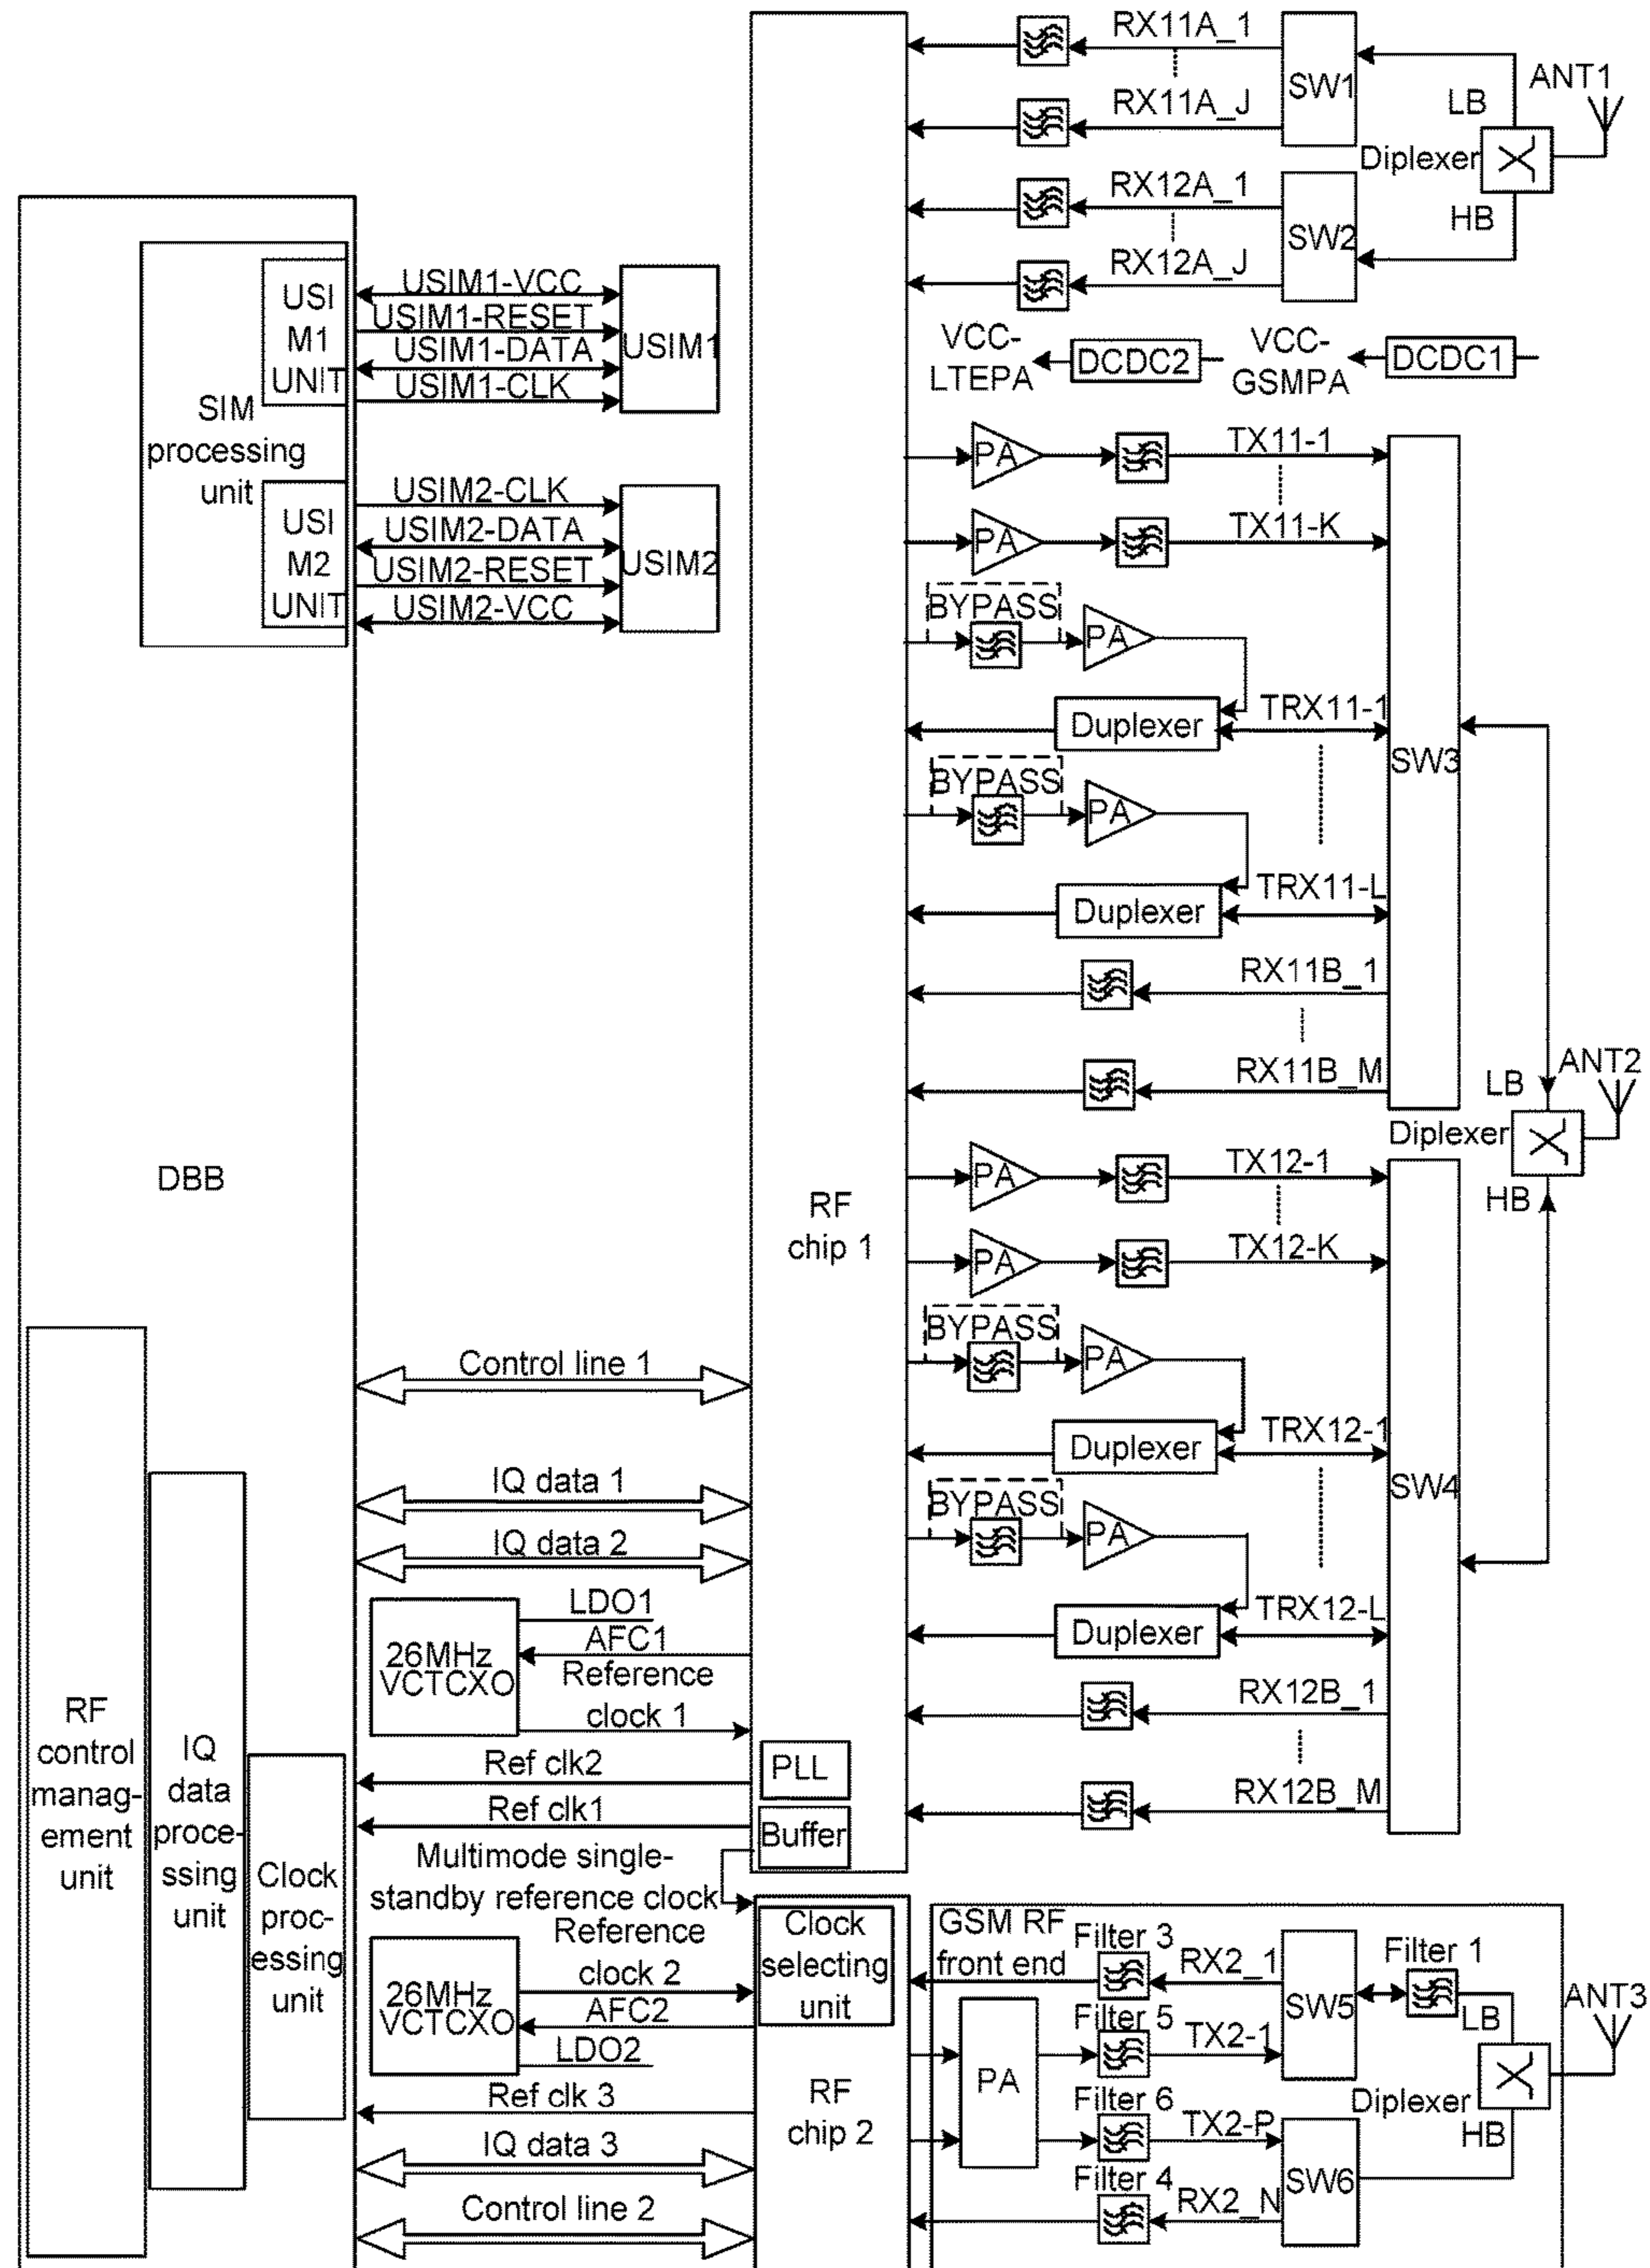 RX11A_1
RX11A_J
SW1
LB
ANT1
Diplexer
RX12A_1
HB
SW2
RX12A_J
VCC-
LTEPA
DCDC2
VCC-
GSMPA
DCDC1
SIM
processing
unit
USI
M1
UNIT
USIM1-VCC
USIM1-RESET
USIM1-DATA
USIM1-CLK
USIM1
USI
M2
UNIT
USIM2-CLK
USIM2-DATA
USIM2-RESET
USIM2-VCC
USIM2
PA
TX11-1
PA
TX11-K
BYPASS
PA
Duplexer
TRX11-1
SW3
BYPASS
PA
Duplexer
TRX11-L
RX11B_1
RX11B_M
LB
ANT2
Diplexer
HB
DBB
RF
chip 1
PA
TX12-1
PA
TX12-K
BYPASS
PA
Duplexer
TRX12-1
SW4
BYPASS
PA
Duplexer
TRX12-L
RX12B_1
RX12B_M
Control line 1
IQ data 1
IQ data 2
26MHz
VCTCXO
LDO1
AFC1
Reference
clock 1
PLL
Ref clk2
Ref clk1
Buffer
Multimode single-
standby reference clock
RF
control
manag-
ement
unit
IQ
data
proce-
ssing
unit
Clock
proc-
essing
unit
26MHz
VCTCXO
Reference
clock 2
AFC2
LDO2
Clock
selecting
unit
Ref clk 3
IQ data 3
Control line 2
RF
chip 2
GSM RF
front end
Filter 3
RX2_1
Filter 5
TX2-1
PA
Filter 6
TX2-P
Filter 4
RX2_N
SW5
SW6
Filter 1
LB
ANT3
Diplexer
HB